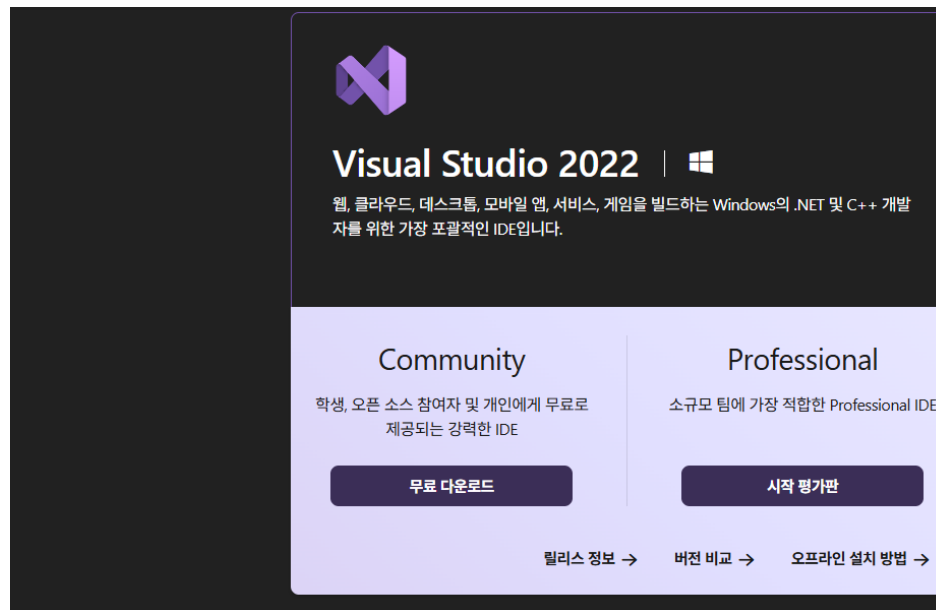 Visual Studio 2022
웹, 클라우드, 데스크톱, 모바일 앱, 서비스, 게임을 빌드하는 Windows의 .NET 및 C++ 개발
자를 위한 가장 포괄적인 IDE입니다.
Community
학생, 오픈 소스 참여자 및 개인에게 무료로
제공되는 강력한 IDE
무료 다운로드
Professional
소규모 팀에 가장 적합한 Professional IDE
시작 평가판
릴리스 정보 →
버전 비교 →
오프라인 설치 방법 →